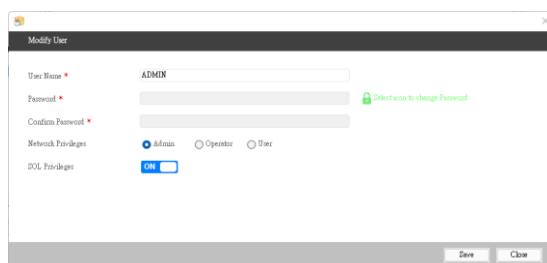 Modify User
User Name *
ADMIN
Password *
Select icon to change Password
Confirm Password *
Network Privileges
Admin
Operator
User
SOL Privileges
ON
Save
Close